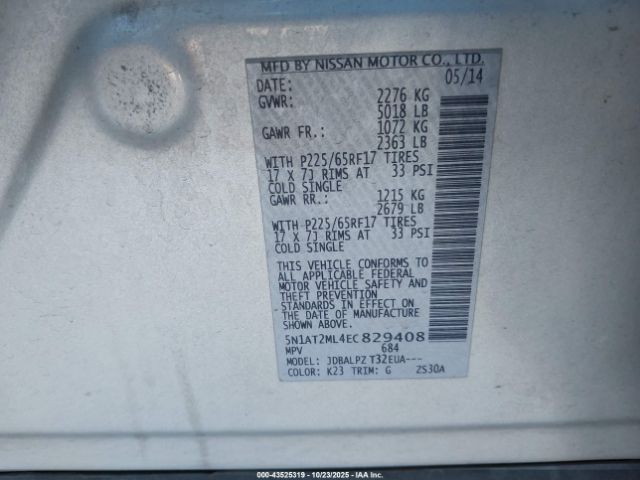 MFD BY NISSAN MOTOR CO., LTD.
DATE: 05/14
GVWR: 2276 KG
5018 LB
GAWR FR.: 1072 KG
2363 LB
WITH P225/65RF17 TIRES
17 X 7J RIMS AT 33 PSI
COLD SINGLE
GAWR RR.: 1215 KG
2679 LB
WITH P225/65RF17 TIRES
17 X 7J RIMS AT 33 PSI
COLD SINGLE
THIS VEHICLE CONFORMS TO
ALL APPLICABLE FEDERAL
MOTOR VEHICLE SAFETY AND
THEFT PREVENTION
STANDARDS IN EFFECT ON
THE DATE OF MANUFACTURE
SHOWN ABOVE.
5N1AT2ML4EC829408
MPV 684
MODEL: JDBALPZ T32EUA---
COLOR: K23 TRIM: G ZS30A
000-43525319 - 10/23/2025 - IAA Inc.